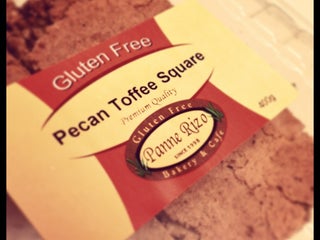 Gluten Free
Pecan Toffee Square
Premium Quality
400g
Gluten Free
Panne Rizo
SINCE 1998
Bakery & Cafe